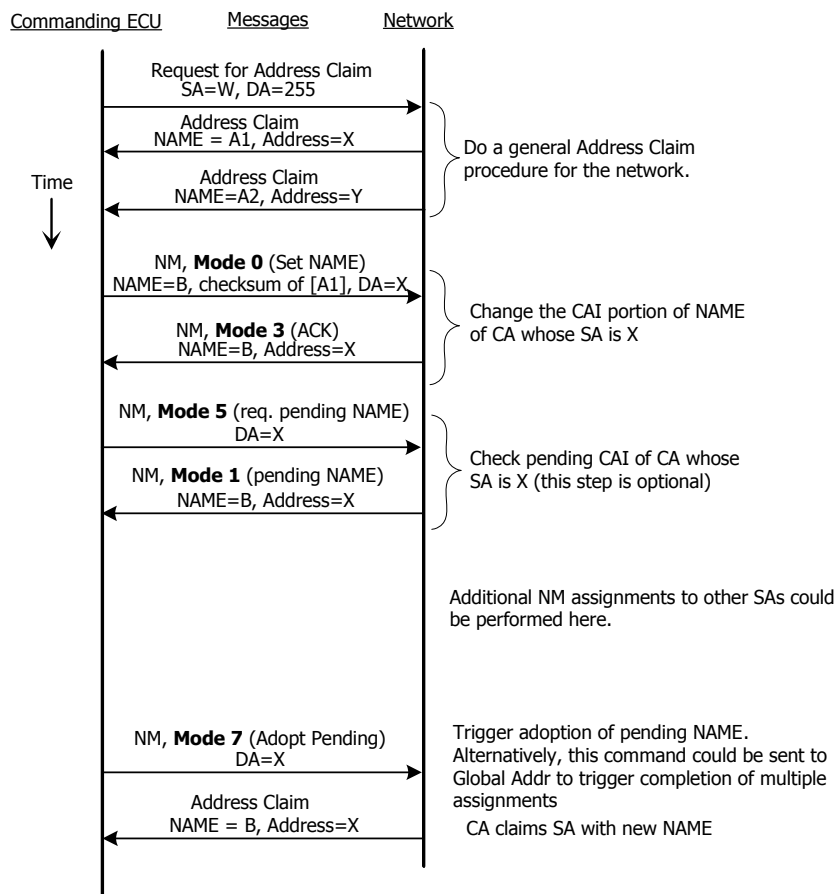 Commanding ECU Messages Network
Request for Address Claim
SA=W, DA=255
Address Claim
NAME = A1, Address=X
Do a general Address Claim
procedure for the network.
Time
Address Claim
NAME=A2, Address=Y
NM, Mode 0 (Set NAME)
NAME=B, checksum of [A1], DA=X
Change the CAI portion of NAME
of CA whose SA is X
NM, Mode 3 (ACK)
NAME=B, Address=X
NM, Mode 5 (req. pending NAME)
DA=X
Check pending CAI of CA whose
SA is X (this step is optional)
NM, Mode 1 (pending NAME)
NAME=B, Address=X
Additional NM assignments to other SAs could
be performed here.
NM, Mode 7 (Adopt Pending)
DA=X
Trigger adoption of pending NAME.
Alternatively, this command could be sent to
Global Addr to trigger completion of multiple
assignments
Address Claim
NAME = B, Address=X
CA claims SA with new NAME